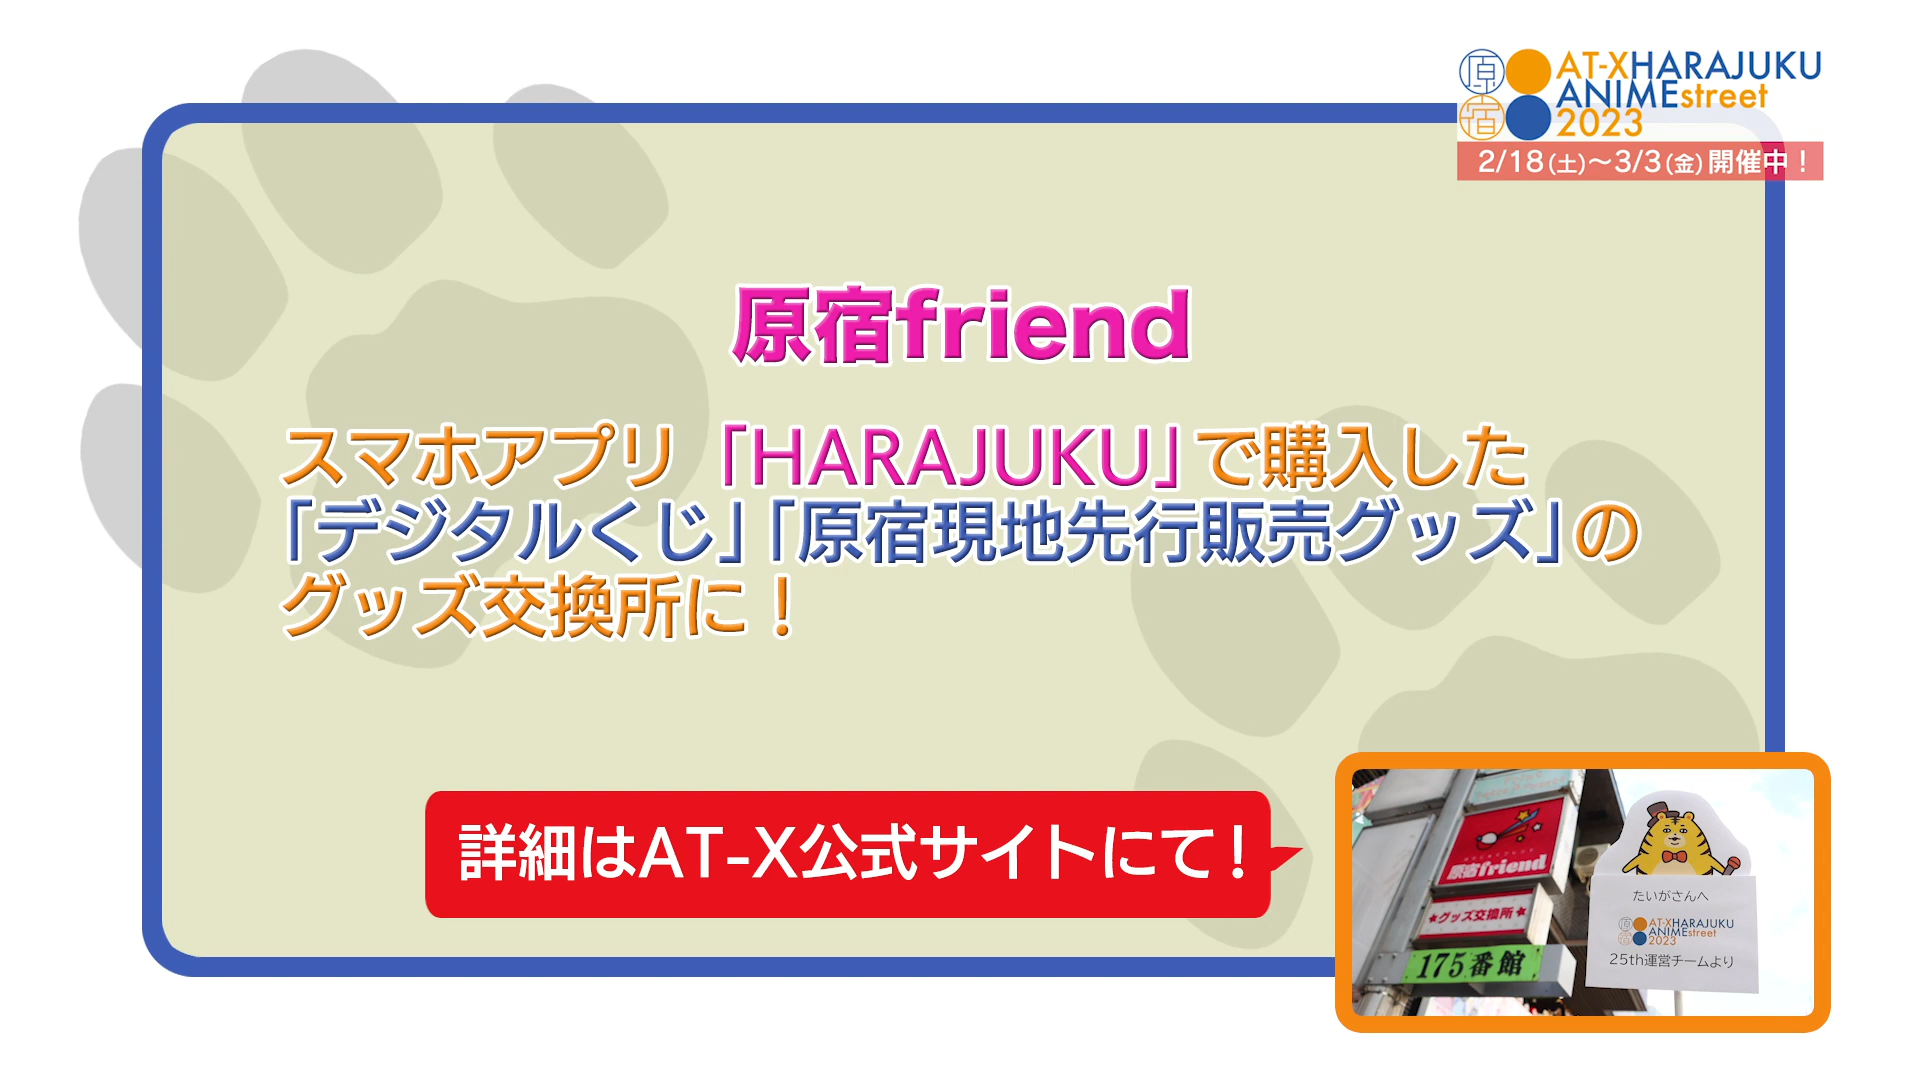 原宿
AT-XHARAJUKU
ANIMEstreet
2023
2/18(土)～3/3(金)開催中！
原宿friend
スマホアプリ「HARAJUKU」で購入した
「デジタルくじ」「原宿現地先行販売グッズ」の
グッズ交換所に！
詳細はAT-X公式サイトにて！
原宿friend
★グッズ交換所★
175番館
たいがさんへ
原宿
AT-XHARAJUKU
ANIMEstreet
2023
25th運営チームより